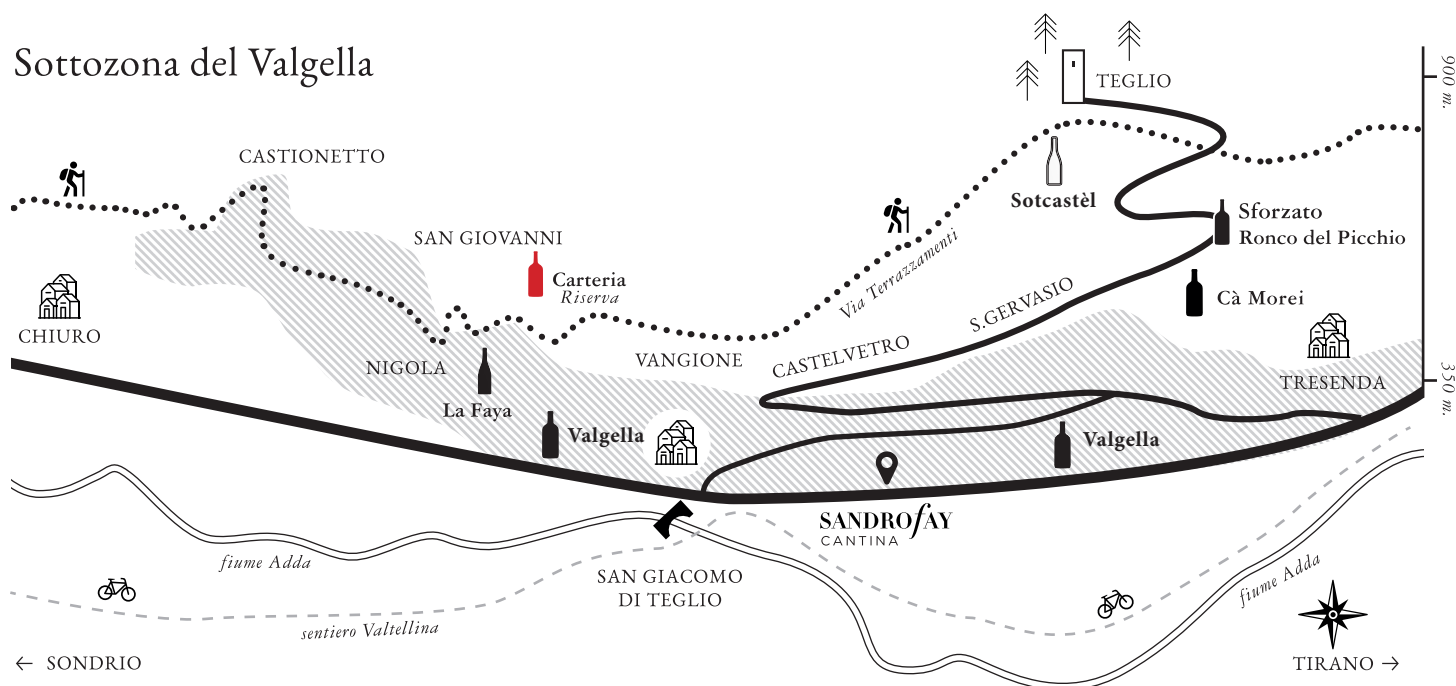 Sottozona del Valgella
TEGLIO
900 m.
CASTIONETTO
Sotcastèl
Sforzato
Ronco del Picchio
SAN GIOVANNI
Carteria
Riserva
Via Terrazzamenti
S.GERVASIO
Cà Morei
CHIURO
NIGOLA
VANGIONE
CASTELVETRO
TRESENDA
350 m.
La Faya
Valgella
Valgella
SANDROfAY
CANTINA
fiume Adda
SAN GIACOMO
DI TEGLIO
fiume Adda
sentiero Valtellina
← SONDRIO
TIRANO →